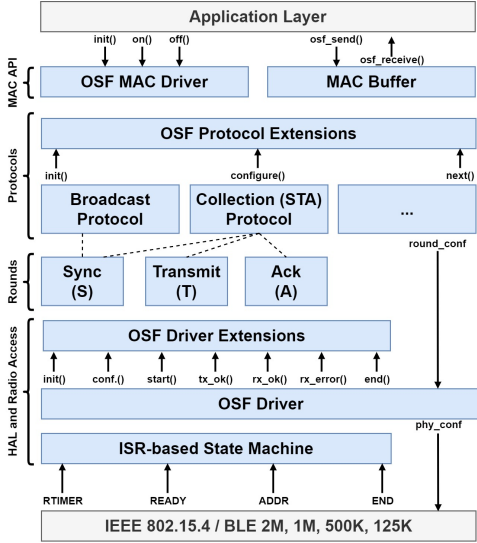 Application Layer
init() on() off() osf_send()
osf_receive()
MAC API
OSF MAC Driver
MAC Buffer
Protocols
OSF Protocol Extensions
init() configure() next()
Broadcast
Protocol
Collection (STA)
Protocol
...
round_conf
Rounds
Sync
(S)
Transmit
(T)
Ack
(A)
HAL and Radio Access
OSF Driver Extensions
init() conf.() start() tx_ok() rx_ok() rx_error() end()
OSF Driver
phy_conf
ISR-based State Machine
RTIMER READY ADDR END
IEEE 802.15.4 / BLE 2M, 1M, 500K, 125K